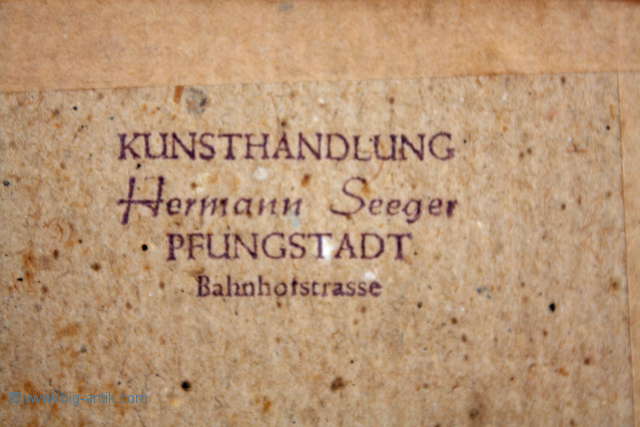 KUNSTHANDLUNG
Hermann Seeger
PFUNGSTADT
Bahnhofstrasse